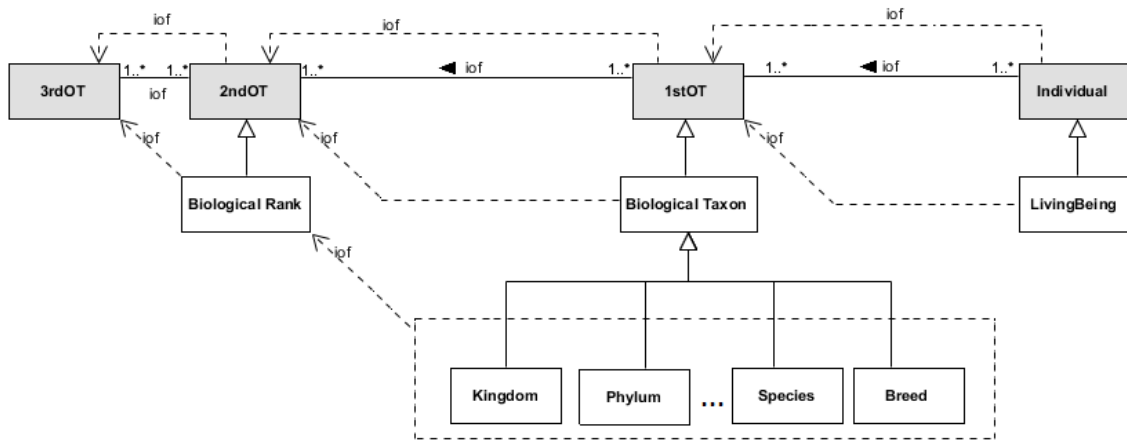 iof
iof
iof
3rdOT
1..*
1..*
iof
2ndOT
1..*
iof
1..*
1stOT
1..*
iof
1..*
Individual
iof
iof
iof
Biological Rank
Biological Taxon
LivingBeing
iof
Kingdom
Phylum
...
Species
Breed